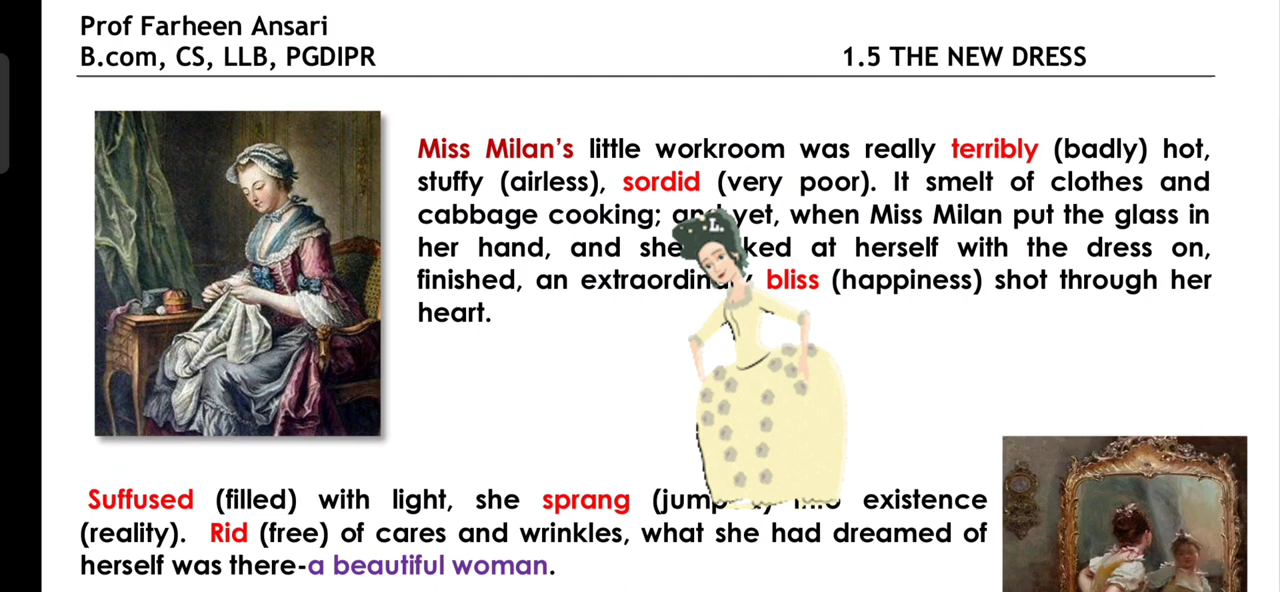 Prof Farheen Ansari
B.com, CS, LLB, PGDIPR
1.5 THE NEW DRESS
Miss Milan's little workroom was really terribly (badly) hot,
stuffy (airless), sordid (very poor). It smelt of clothes and
cabbage cooking; and yet, when Miss Milan put the glass in
her hand, and she at herself with the dress on,
finished, an bliss (happiness) shot through her
heart.
L.
Suffused (filled) with light, she sprang existence
(reality). Rid (free) of cares and wrinkles, what she had dreamed of
herself was there-a beautiful woman.